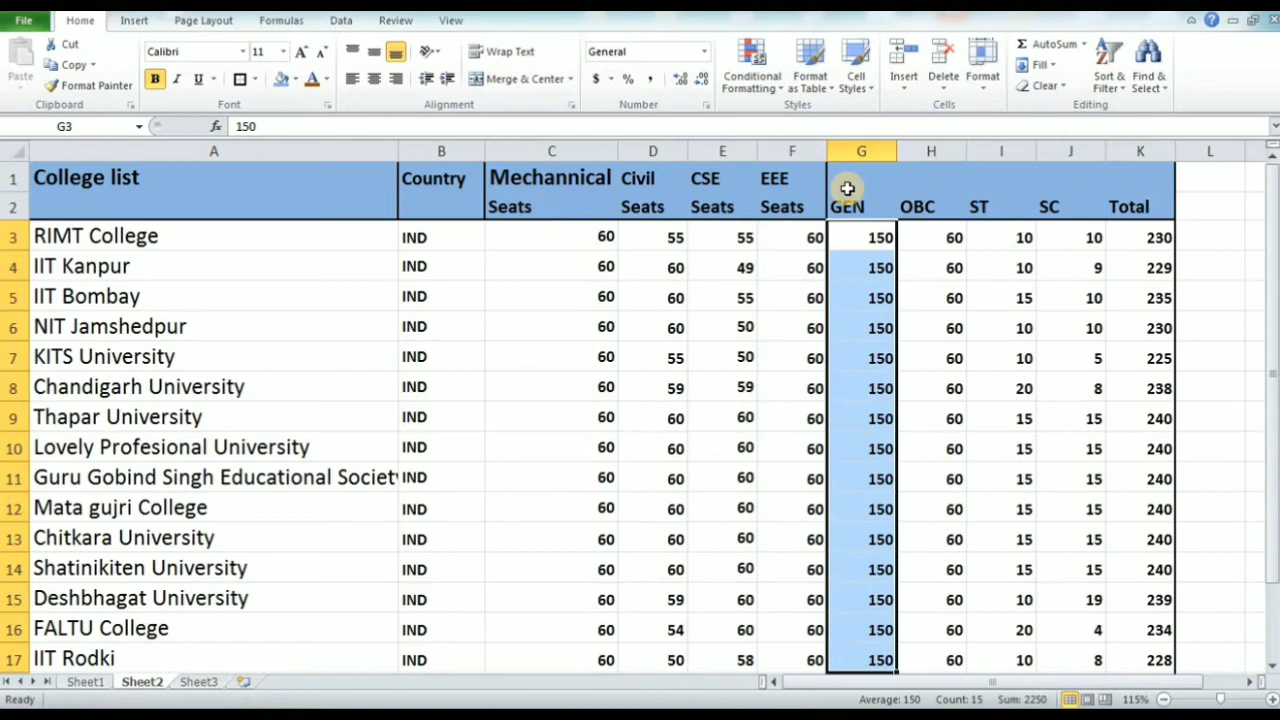 File Home Insert Page Layout Formulas Data Review View
Cut
Copy
Format Painter
Paste
Calibri 11
B I U
Wrap Text
Merge & Center
General
$ % ,
Conditional Formatting
Format as Table
Cell Styles
Insert Delete Format
Σ AutoSum
Fill
Clear
Sort & Filter
Find & Select
Clipboard Font Alignment Number Styles Cells Editing
G3 fx 150
A B C D E F G H I J K L
1 College list Country Mechannical Civil CSE EEE
2 Seats Seats Seats Seats GEN OBC ST SC Total
3 RIMT College IND 60 55 55 60 150 60 10 10 230
4 IIT Kanpur IND 60 60 49 60 150 60 10 9 229
5 IIT Bombay IND 60 60 55 60 150 60 15 10 235
6 NIT Jamshedpur IND 60 60 50 60 150 60 10 10 230
7 KITS University IND 60 55 50 60 150 60 10 5 225
8 Chandigarh University IND 60 59 59 60 150 60 20 8 238
9 Thapar University IND 60 60 60 60 150 60 15 15 240
10 Lovely Profesional University IND 60 60 60 60 150 60 15 15 240
11 Guru Gobind Singh Educational Societ IND 60 60 60 60 150 60 15 15 240
12 Mata gujri College IND 60 60 60 60 150 60 15 15 240
13 Chitkara University IND 60 60 60 60 150 60 15 15 240
14 Shatinikiten University IND 60 60 60 60 150 60 15 15 240
15 Deshbhagat University IND 60 59 60 60 150 60 10 19 239
16 FALTU College IND 60 54 60 60 150 60 20 4 234
17 IIT Rodki IND 60 50 58 60 150 60 10 8 228
Sheet1 Sheet2 Sheet3
Ready Average: 150 Count: 15 Sum: 2250 115%